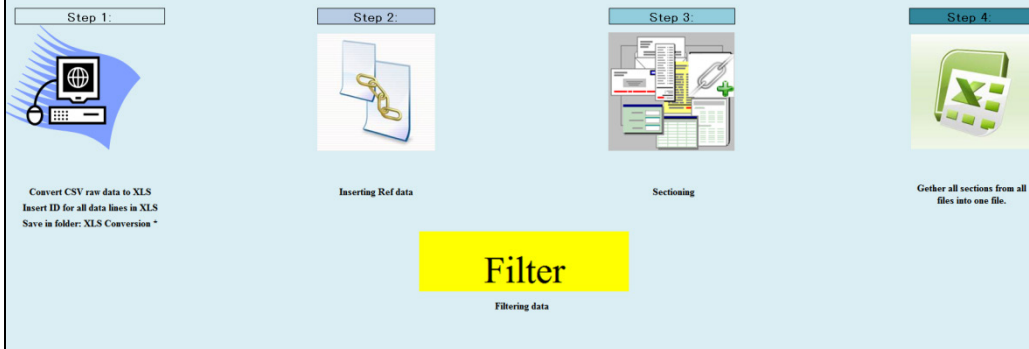 Step 1:
Step 2:
Step 3:
Step 4:
Convert CSV raw data to XLS
Insert ID for all data lines in XLS
Save in folder: XLS Conversion *
Inserting Ref data
Sectioning
Gether all sections from all
files into one file.
Filter
Filtering data